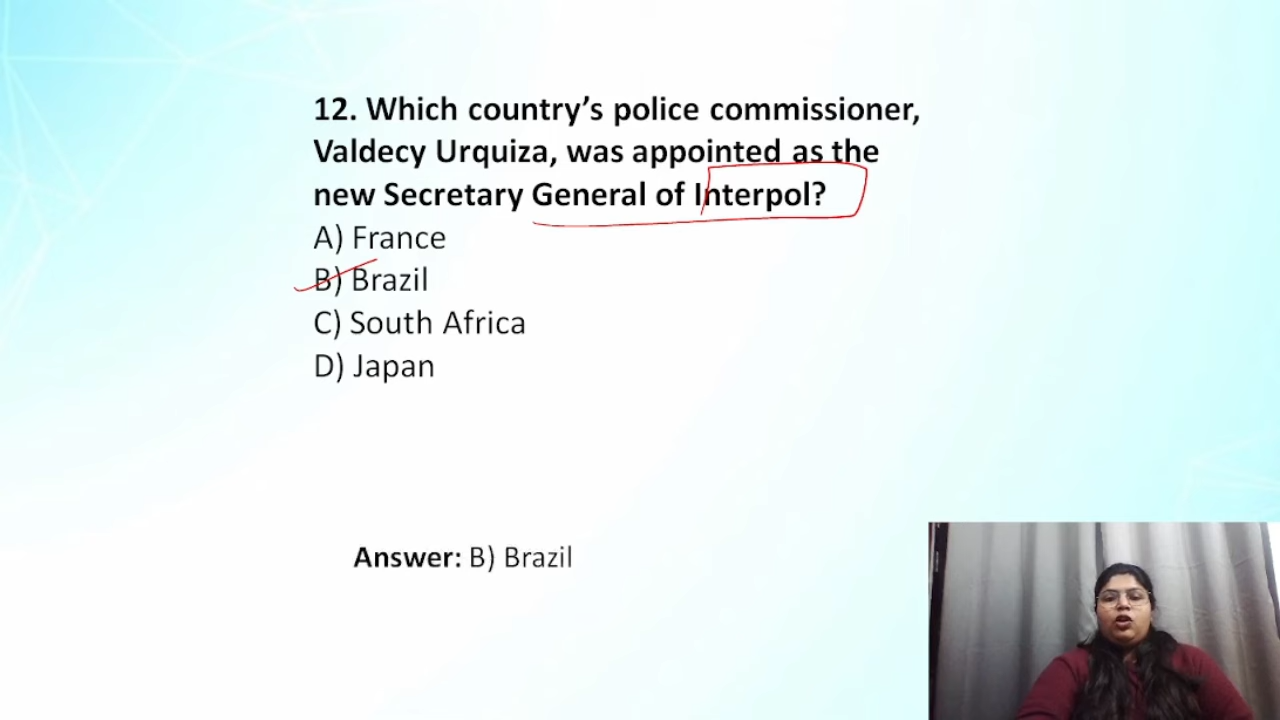 12. Which country’s police commissioner,
Valdecy Urquiza, was appointed as the
new Secretary General of Interpol?
A) France
B) Brazil
C) South Africa
D) Japan
Answer: B) Brazil